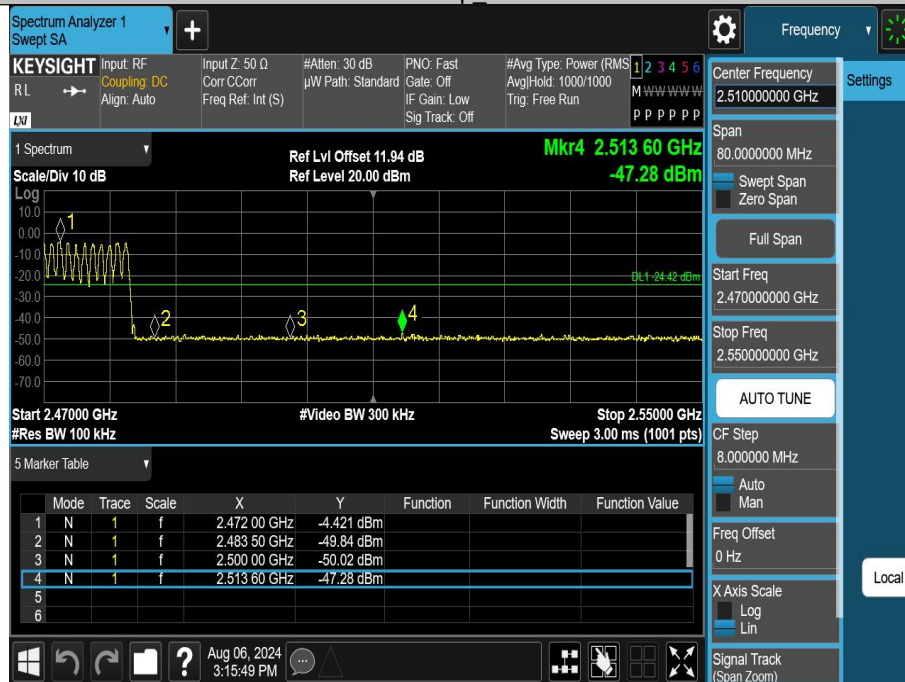 Spectrum Analyzer 1
Swept SA
+
Frequency
KEYSIGHT
RL
LXI
Input: RF
Coupling: DC
Align: Auto
Input Z: 50 Ω
Corr CCorr
Freq Ref: Int (S)
#Atten: 30 dB
µW Path: Standard
PNO: Fast
Gate: Off
IF Gain: Low
Sig Track: Off
#Avg Type: Power (RMS
Avg|Hold: 1000/1000
Trig: Free Run
1 2 3 4 5 6
M W W W W W
P P P P P P
1 Spectrum
Scale/Div 10 dB
Ref Lvl Offset 11.94 dB
Ref Level 20.00 dBm
Mkr4 2.513 60 GHz
-47.28 dBm
Log
10.0
0.00
-10.0
-20.0
-30.0
-40.0
-50.0
-60.0
-70.0
1
2
3
4
DL1 -24.42 dBm
Start 2.47000 GHz
#Res BW 100 kHz
#Video BW 300 kHz
Stop 2.55000 GHz
Sweep 3.00 ms (1001 pts)
5 Marker Table
Mode Trace Scale X Y Function Function Width Function Value
1 N 1 f 2.472 00 GHz -4.421 dBm
2 N 1 f 2.483 50 GHz -49.84 dBm
3 N 1 f 2.500 00 GHz -50.02 dBm
4 N 1 f 2.513 60 GHz -47.28 dBm
5
6
?
Aug 06, 2024
3:15:49 PM
Center Frequency
2.510000000 GHz
Settings
Span
80.0000000 MHz
Swept Span
Zero Span
Full Span
Start Freq
2.470000000 GHz
Stop Freq
2.550000000 GHz
AUTO TUNE
CF Step
8.000000 MHz
Auto
Man
Freq Offset
0 Hz
Local
X Axis Scale
Log
Lin
Signal Track
(Span Zoom)